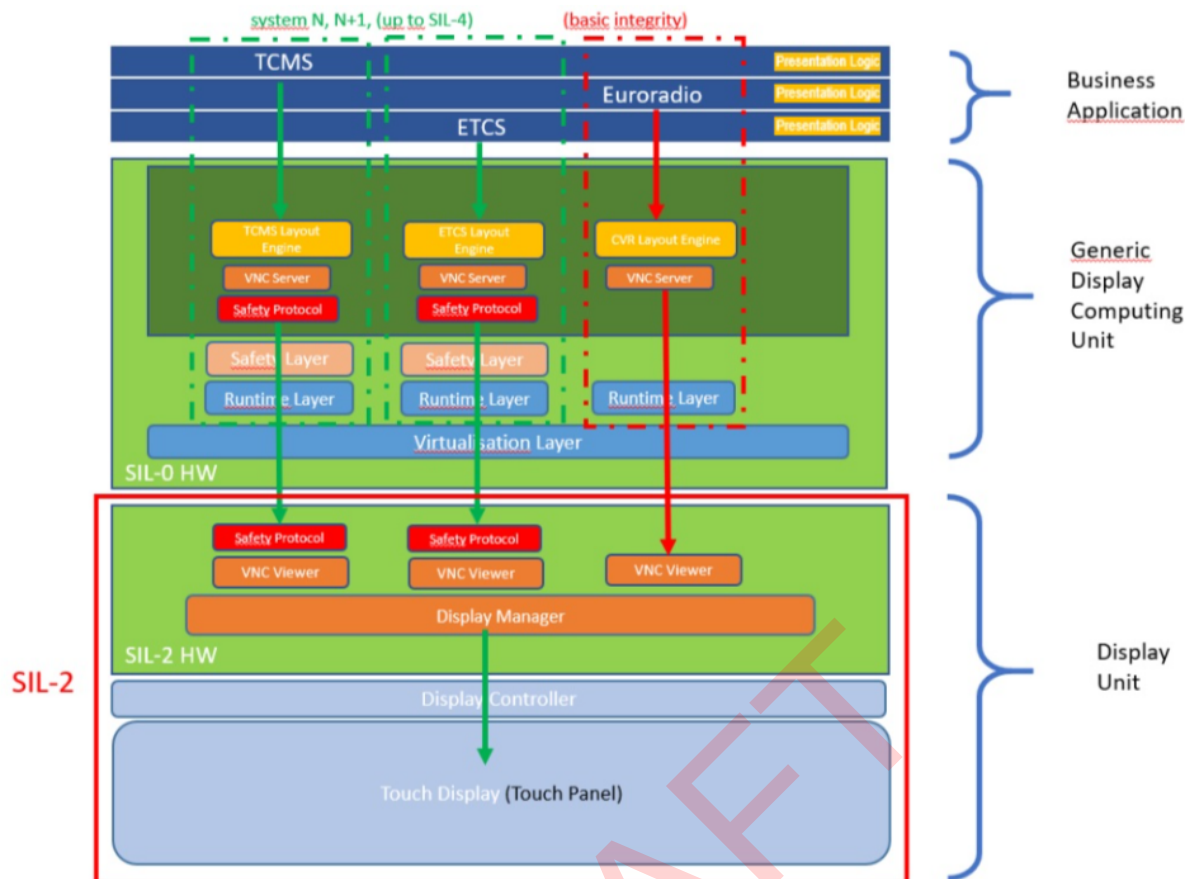 system N, N+1, (up to SIL-4) (basic integrity)
TCMS Presentation Logic
Euroradio Presentation Logic
ETCS Presentation Logic
Business
Application
TCMS Layout
Engine
ETCS Layout
Engine
CVR Layout Engine
VNC Server VNC Server VNC Server
Safety Protocol Safety Protocol
Safety Layer Safety Layer
Runtime Layer Runtime Layer Runtime Layer
Virtualisation Layer
SIL-0 HW
Generic
Display
Computing
Unit
Safety Protocol Safety Protocol
VNC Viewer VNC Viewer VNC Viewer
Display Manager
SIL-2 HW
SIL-2
Display Controller
Touch Display (Touch Panel)
Display
Unit
AFT